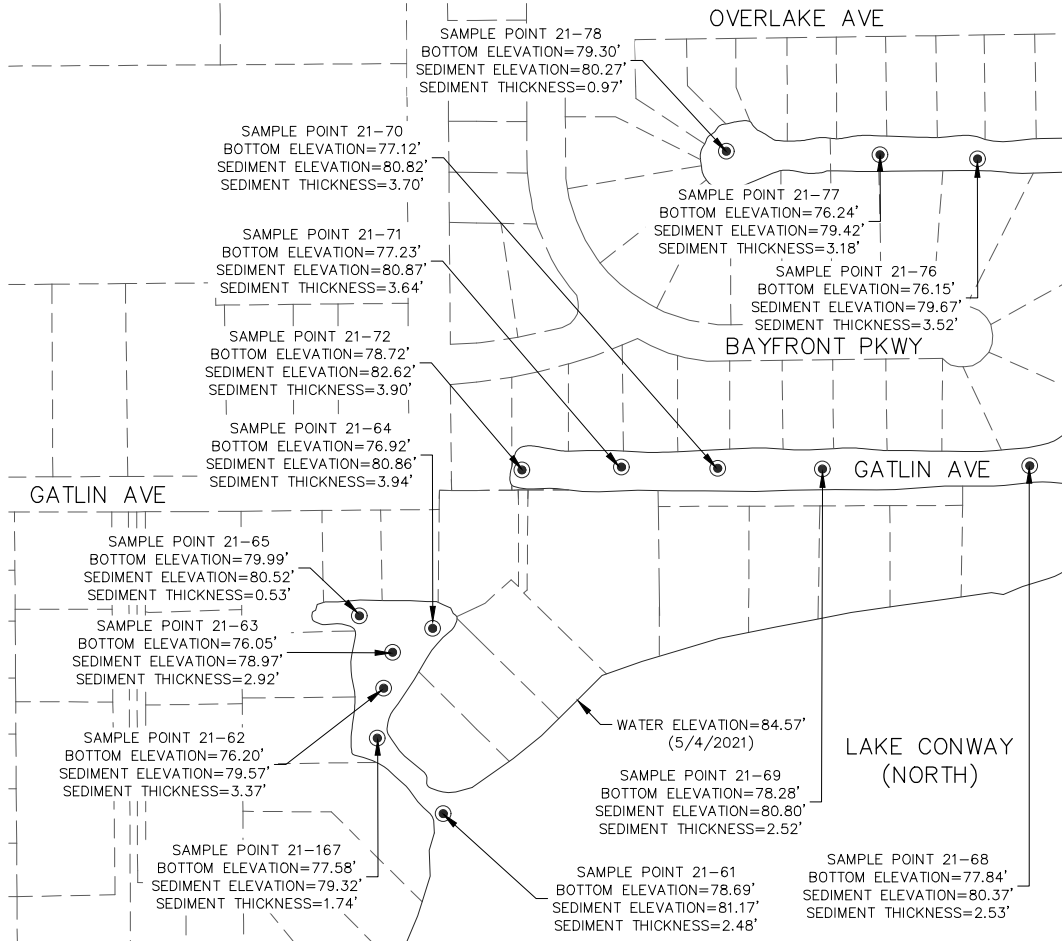 OVERLAKE AVE
SAMPLE POINT 21-78
BOTTOM ELEVATION=79.30'
SEDIMENT ELEVATION=80.27'
SEDIMENT THICKNESS=0.97'
SAMPLE POINT 21-70
BOTTOM ELEVATION=77.12'
SEDIMENT ELEVATION=80.82'
SEDIMENT THICKNESS=3.70'
SAMPLE POINT 21-77
BOTTOM ELEVATION=76.24'
SEDIMENT ELEVATION=79.42'
SEDIMENT THICKNESS=3.18'
SAMPLE POINT 21-71
BOTTOM ELEVATION=77.23'
SEDIMENT ELEVATION=80.87'
SEDIMENT THICKNESS=3.64'
SAMPLE POINT 21-76
BOTTOM ELEVATION=76.15'
SEDIMENT ELEVATION=79.67'
SEDIMENT THICKNESS=3.52'
BAYFRONT PKWY
SAMPLE POINT 21-72
BOTTOM ELEVATION=78.72'
SEDIMENT ELEVATION=82.62'
SEDIMENT THICKNESS=3.90'
SAMPLE POINT 21-64
BOTTOM ELEVATION=76.92'
SEDIMENT ELEVATION=80.86'
SEDIMENT THICKNESS=3.94'
GATLIN AVE
GATLIN AVE
SAMPLE POINT 21-65
BOTTOM ELEVATION=79.99'
SEDIMENT ELEVATION=80.52'
SEDIMENT THICKNESS=0.53'
SAMPLE POINT 21-63
BOTTOM ELEVATION=76.05'
SEDIMENT ELEVATION=78.97'
SEDIMENT THICKNESS=2.92'
SAMPLE POINT 21-62
BOTTOM ELEVATION=76.20'
SEDIMENT ELEVATION=79.57'
SEDIMENT THICKNESS=3.37'
WATER ELEVATION=84.57'
(5/4/2021)
LAKE CONWAY
(NORTH)
SAMPLE POINT 21-69
BOTTOM ELEVATION=78.28'
SEDIMENT ELEVATION=80.80'
SEDIMENT THICKNESS=2.52'
SAMPLE POINT 21-167
BOTTOM ELEVATION=77.58'
SEDIMENT ELEVATION=79.32'
SEDIMENT THICKNESS=1.74'
SAMPLE POINT 21-61
BOTTOM ELEVATION=78.69'
SEDIMENT ELEVATION=81.17'
SEDIMENT THICKNESS=2.48'
SAMPLE POINT 21-68
BOTTOM ELEVATION=77.84'
SEDIMENT ELEVATION=80.37'
SEDIMENT THICKNESS=2.53'